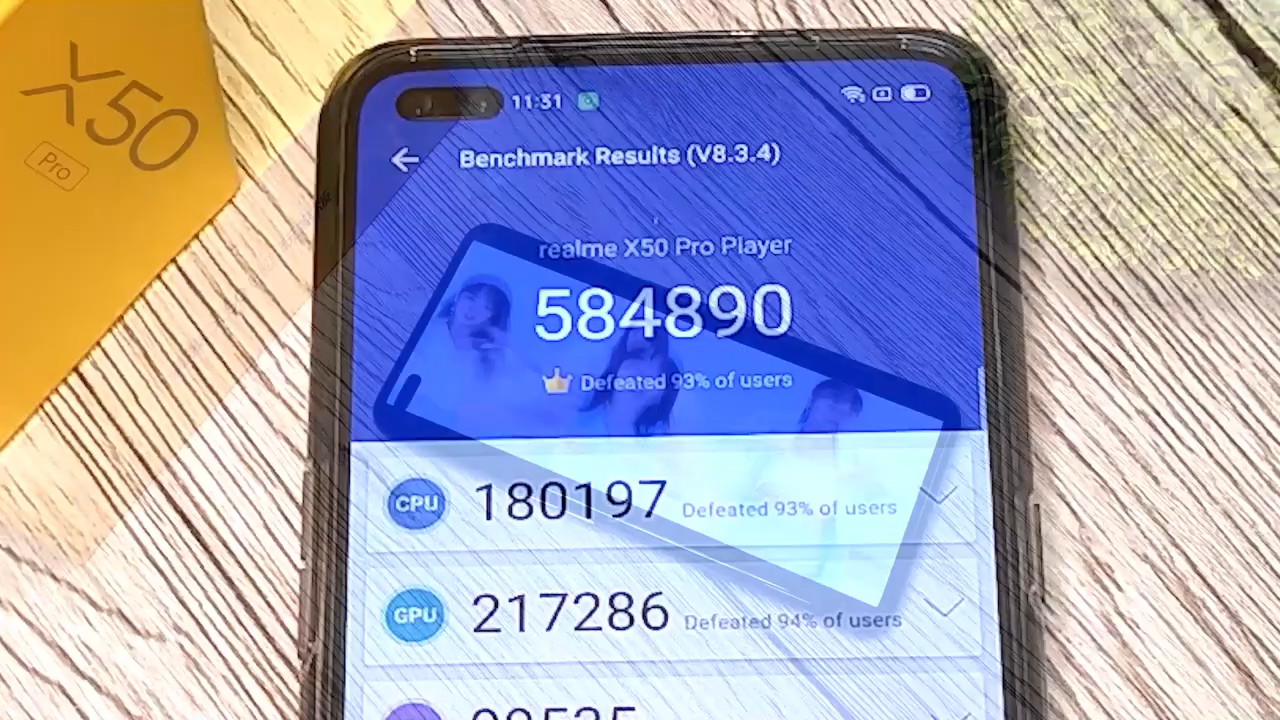 X50
Pro
11:31
Benchmark Results (V8.3.4)
realme X50 Pro Player
584890
Defeated 93% of users
CPU 180197 Defeated 93% of users
GPU 217286 Defeated 94% of users